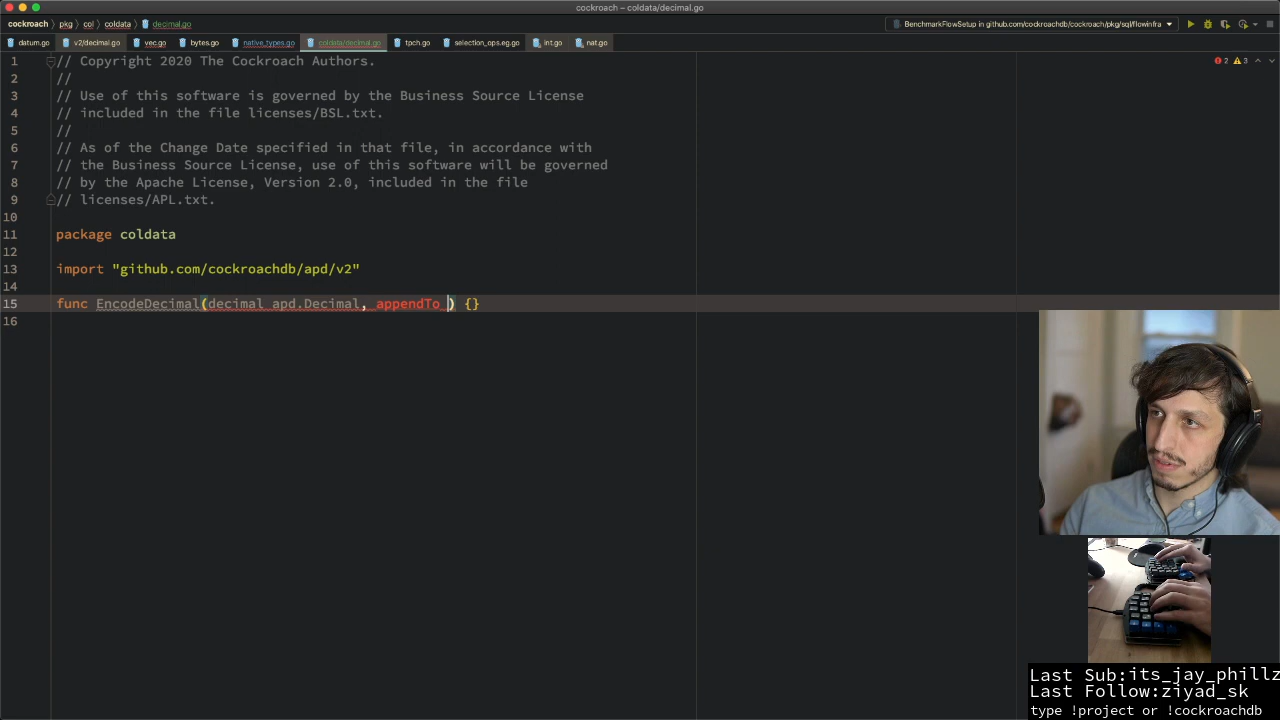 cockroach – coldata/decimal.go
cockroach pkg col coldata decimal.go
BenchmarkFlowSetup in github.com/cockroachdb/cockroach/pkg/sql/flowinfra
datum.go v2/decimal.go vec.go bytes.go native_types.go coldata/decimal.go tpch.go selection_ops.eg.go int.go nat.go
2 3
1 // Copyright 2020 The Cockroach Authors.
2 //
3 // Use of this software is governed by the Business Source License
4 // included in the file licenses/BSL.txt.
5 //
6 // As of the Change Date specified in that file, in accordance with
7 // the Business Source License, use of this software will be governed
8 // by the Apache License, Version 2.0, included in the file
9 // licenses/APL.txt.
10
11 package coldata
12
13 import "github.com/cockroachdb/apd/v2"
14
15 func EncodeDecimal(decimal apd.Decimal, appendTo ) {}
16
Last Sub:its_jay_phillz
Last Follow:ziyad_sk
type !project or !cockroachdb